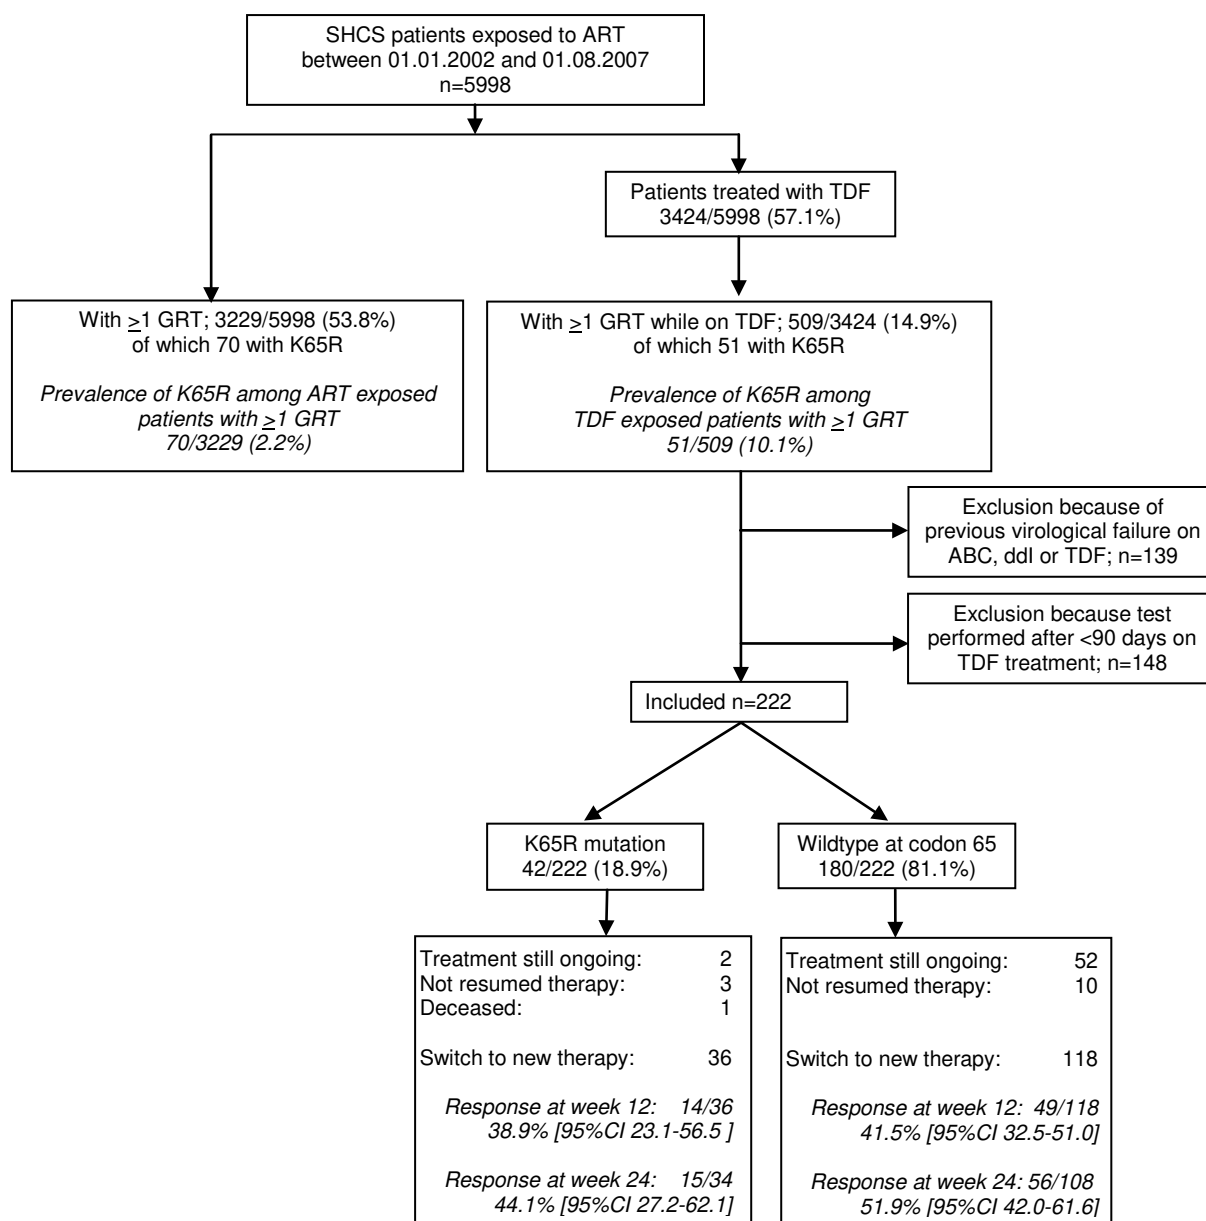 SHCS patients exposed to ART
between 01.01.2002 and 01.08.2007
n=5998
Patients treated with TDF
3424/5998 (57.1%)
With ≥1 GRT; 3229/5998 (53.8%)
of which 70 with K65R
Prevalence of K65R among ART exposed
patients with ≥1 GRT
70/3229 (2.2%)
With ≥1 GRT while on TDF; 509/3424 (14.9%)
of which 51 with K65R
Prevalence of K65R among
TDF exposed patients with ≥1 GRT
51/509 (10.1%)
Exclusion because of
previous virological failure on
ABC, ddI or TDF; n=139
Exclusion because test
performed after <90 days on
TDF treatment; n=148
Included n=222
K65R mutation
42/222 (18.9%)
Wildtype at codon 65
180/222 (81.1%)
Treatment still ongoing: 2
Not resumed therapy: 3
Deceased: 1
Switch to new therapy: 36
Response at week 12: 14/36
38.9% [95%CI 23.1-56.5 ]
Response at week 24: 15/34
44.1% [95%CI 27.2-62.1]
Treatment still ongoing: 52
Not resumed therapy: 10
Switch to new therapy: 118
Response at week 12: 49/118
41.5% [95%CI 32.5-51.0]
Response at week 24: 56/108
51.9% [95%CI 42.0-61.6]